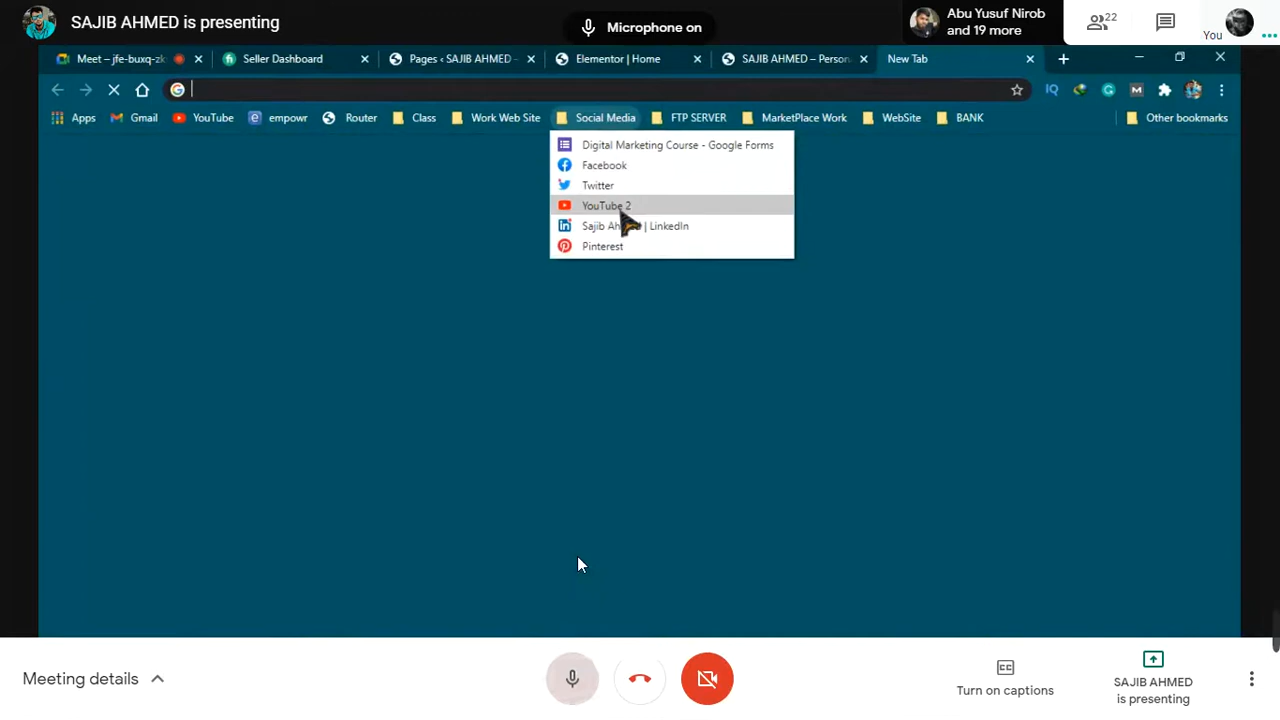 SAJIB AHMED is presenting
Microphone on
Abu Yusuf Nirob
and 19 more
22
You
Meet – jfe-buxq-zk
Seller Dashboard
Pages ‹ SAJIB AHMED –
Elementor | Home
SAJIB AHMED – Person
New Tab
Apps
Gmail
YouTube
empowr
Router
Class
Work Web Site
Social Media
FTP SERVER
MarketPlace Work
WebSite
BANK
Other bookmarks
Digital Marketing Course - Google Forms
Facebook
Twitter
YouTube 2
Sajib | LinkedIn
Pinterest
Meeting details
Turn on captions
SAJIB AHMED
is presenting